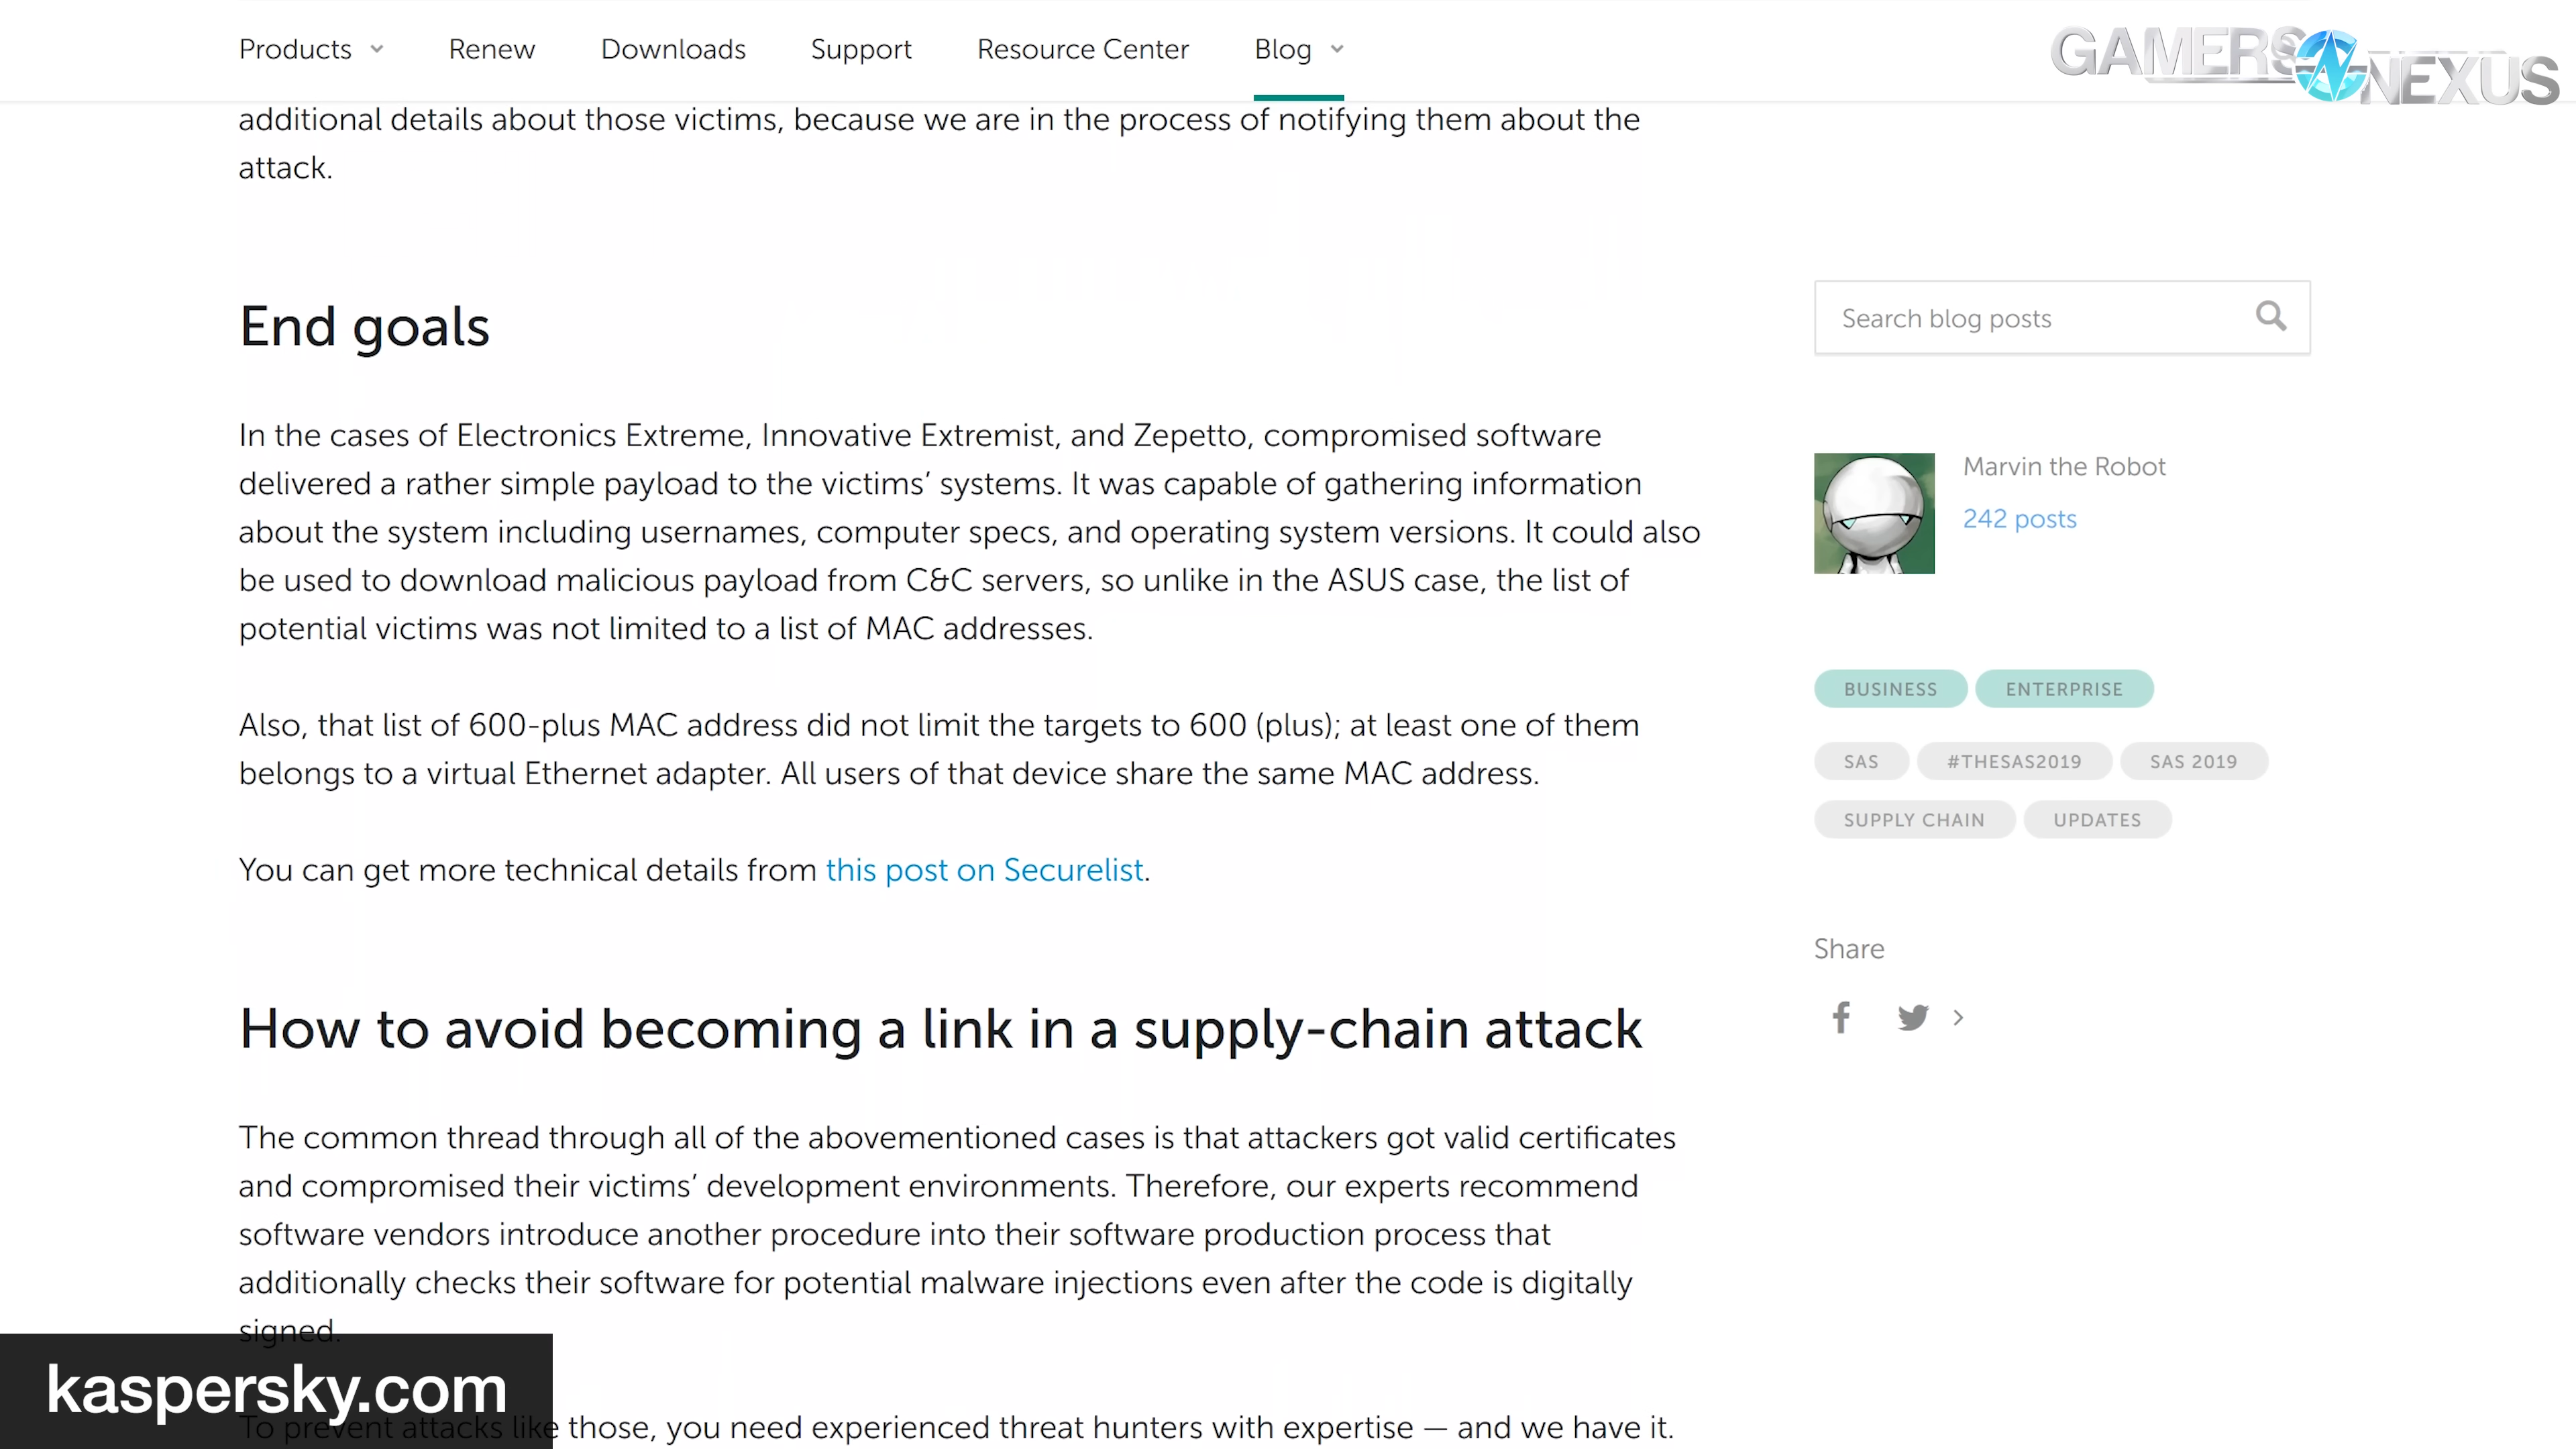 Products
Renew
Downloads
Support
Resource Center
Blog
GAMERS NEXUS
additional details about those victims, because we are in the process of notifying them about the
attack.
End goals
In the cases of Electronics Extreme, Innovative Extremist, and Zepetto, compromised software
delivered a rather simple payload to the victims’ systems. It was capable of gathering information
about the system including usernames, computer specs, and operating system versions. It could also
be used to download malicious payload from C&C servers, so unlike in the ASUS case, the list of
potential victims was not limited to a list of MAC addresses.
Also, that list of 600-plus MAC address did not limit the targets to 600 (plus); at least one of them
belongs to a virtual Ethernet adapter. All users of that device share the same MAC address.
You can get more technical details from this post on Securelist.
How to avoid becoming a link in a supply-chain attack
The common thread through all of the abovementioned cases is that attackers got valid certificates
and compromised their victims’ development environments. Therefore, our experts recommend
software vendors introduce another procedure into their software production process that
additionally checks their software for potential malware injections even after the code is digitally
signed.
To prevent attacks like those, you need experienced threat hunters with expertise — and we have it.
Search blog posts
Marvin the Robot
242 posts
BUSINESS
ENTERPRISE
SAS
#THESAS2019
SAS 2019
SUPPLY CHAIN
UPDATES
Share
kaspersky.com